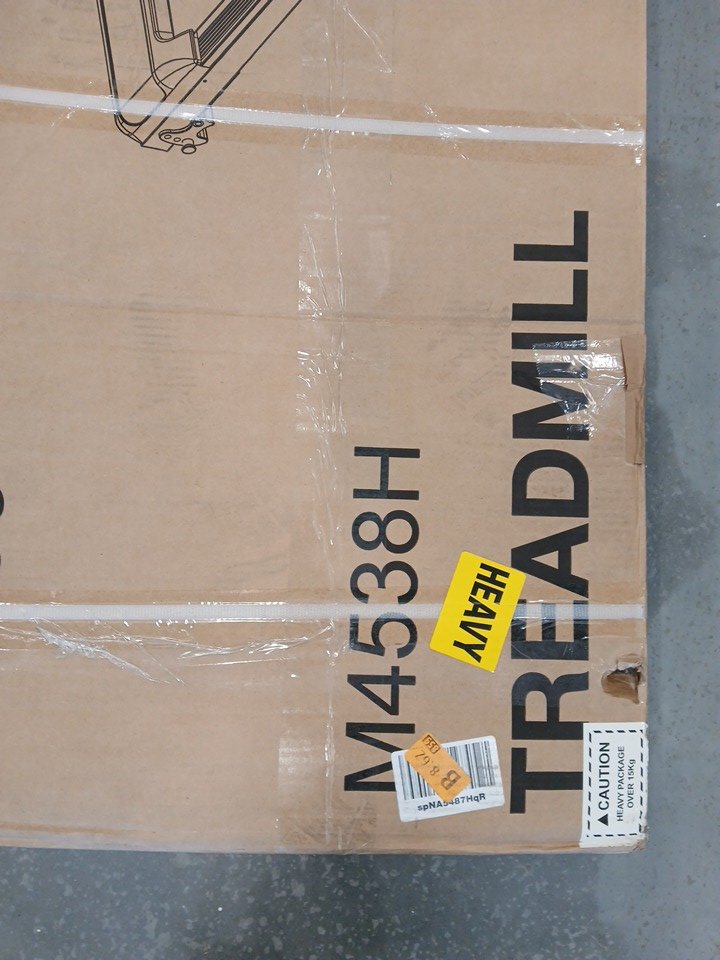 M4538H
TREADMILL
HEAVY
B
spNA5487HqR
CAUTION
HEAVY PACKAGE
OVER 15Kg